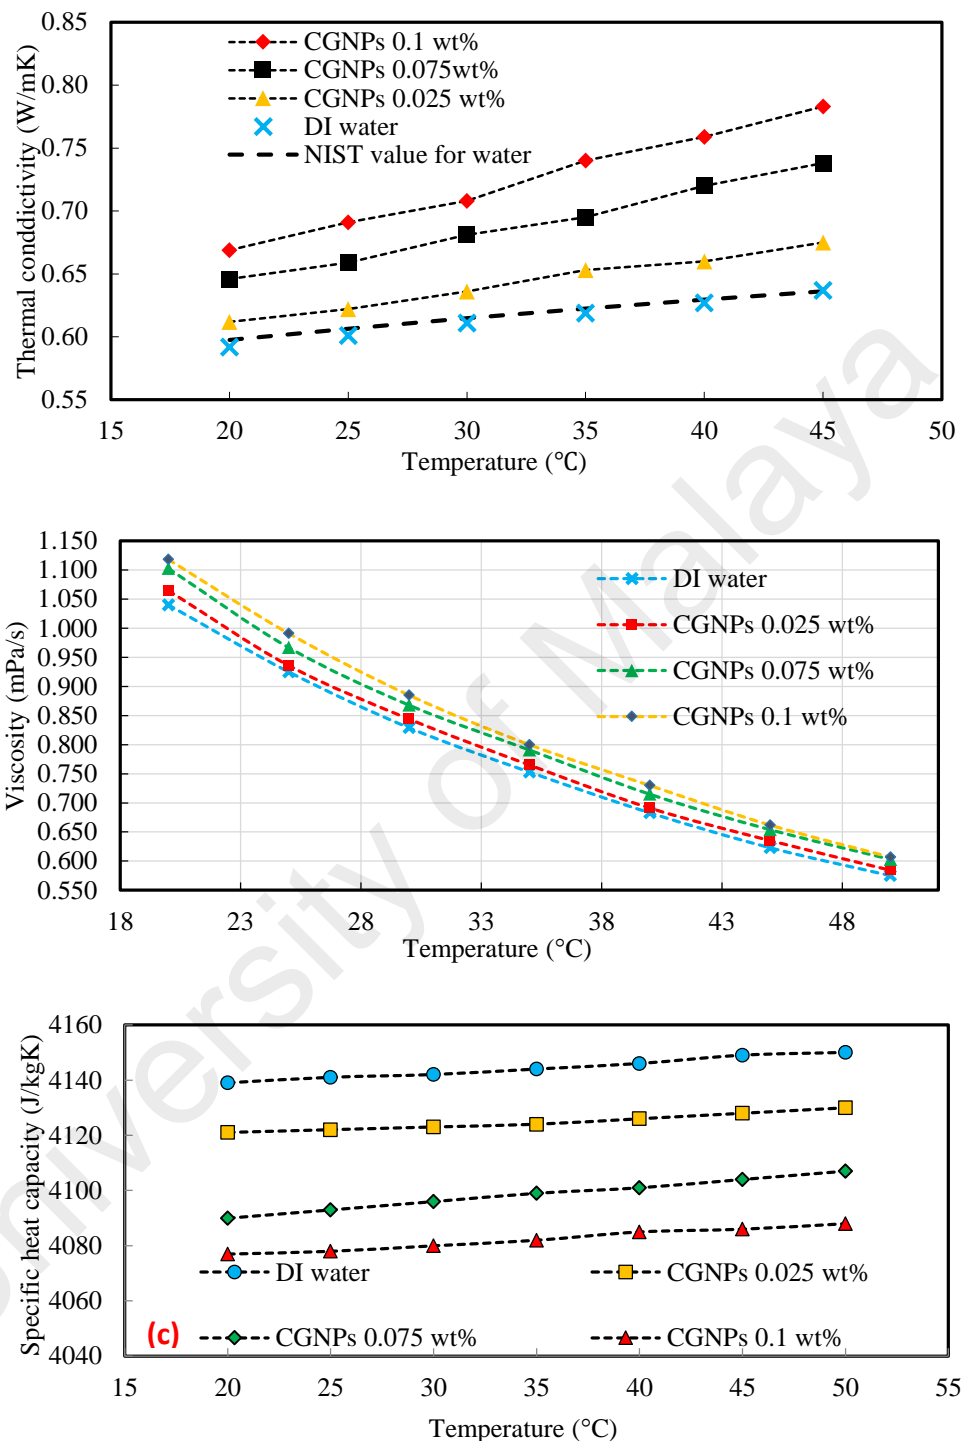 0.85
0.80
0.75
0.70
0.65
0.60
0.55
Thermal conddictivity (W/mK)
CGNPs 0.1 wt%
CGNPs 0.075wt%
CGNPs 0.025 wt%
DI water
NIST value for water
15 20 25 30 35 40 45 50
Temperature (°C)
1.150
1.100
1.050
1.000
0.950
0.900
0.850
0.800
0.750
0.700
0.650
0.600
0.550
Viscosity (mPa/s)
DI water
CGNPs 0.025 wt%
CGNPs 0.075 wt%
CGNPs 0.1 wt%
18 23 28 33 38 43 48
Temperature (°C)
4160
4140
4120
4100
4080
4060
4040
Specific heat capacity (J/kgK)
DI water CGNPs 0.025 wt%
(c) CGNPs 0.075 wt% CGNPs 0.1 wt%
15 20 25 30 35 40 45 50 55
Temperature (°C)
University of Malaya